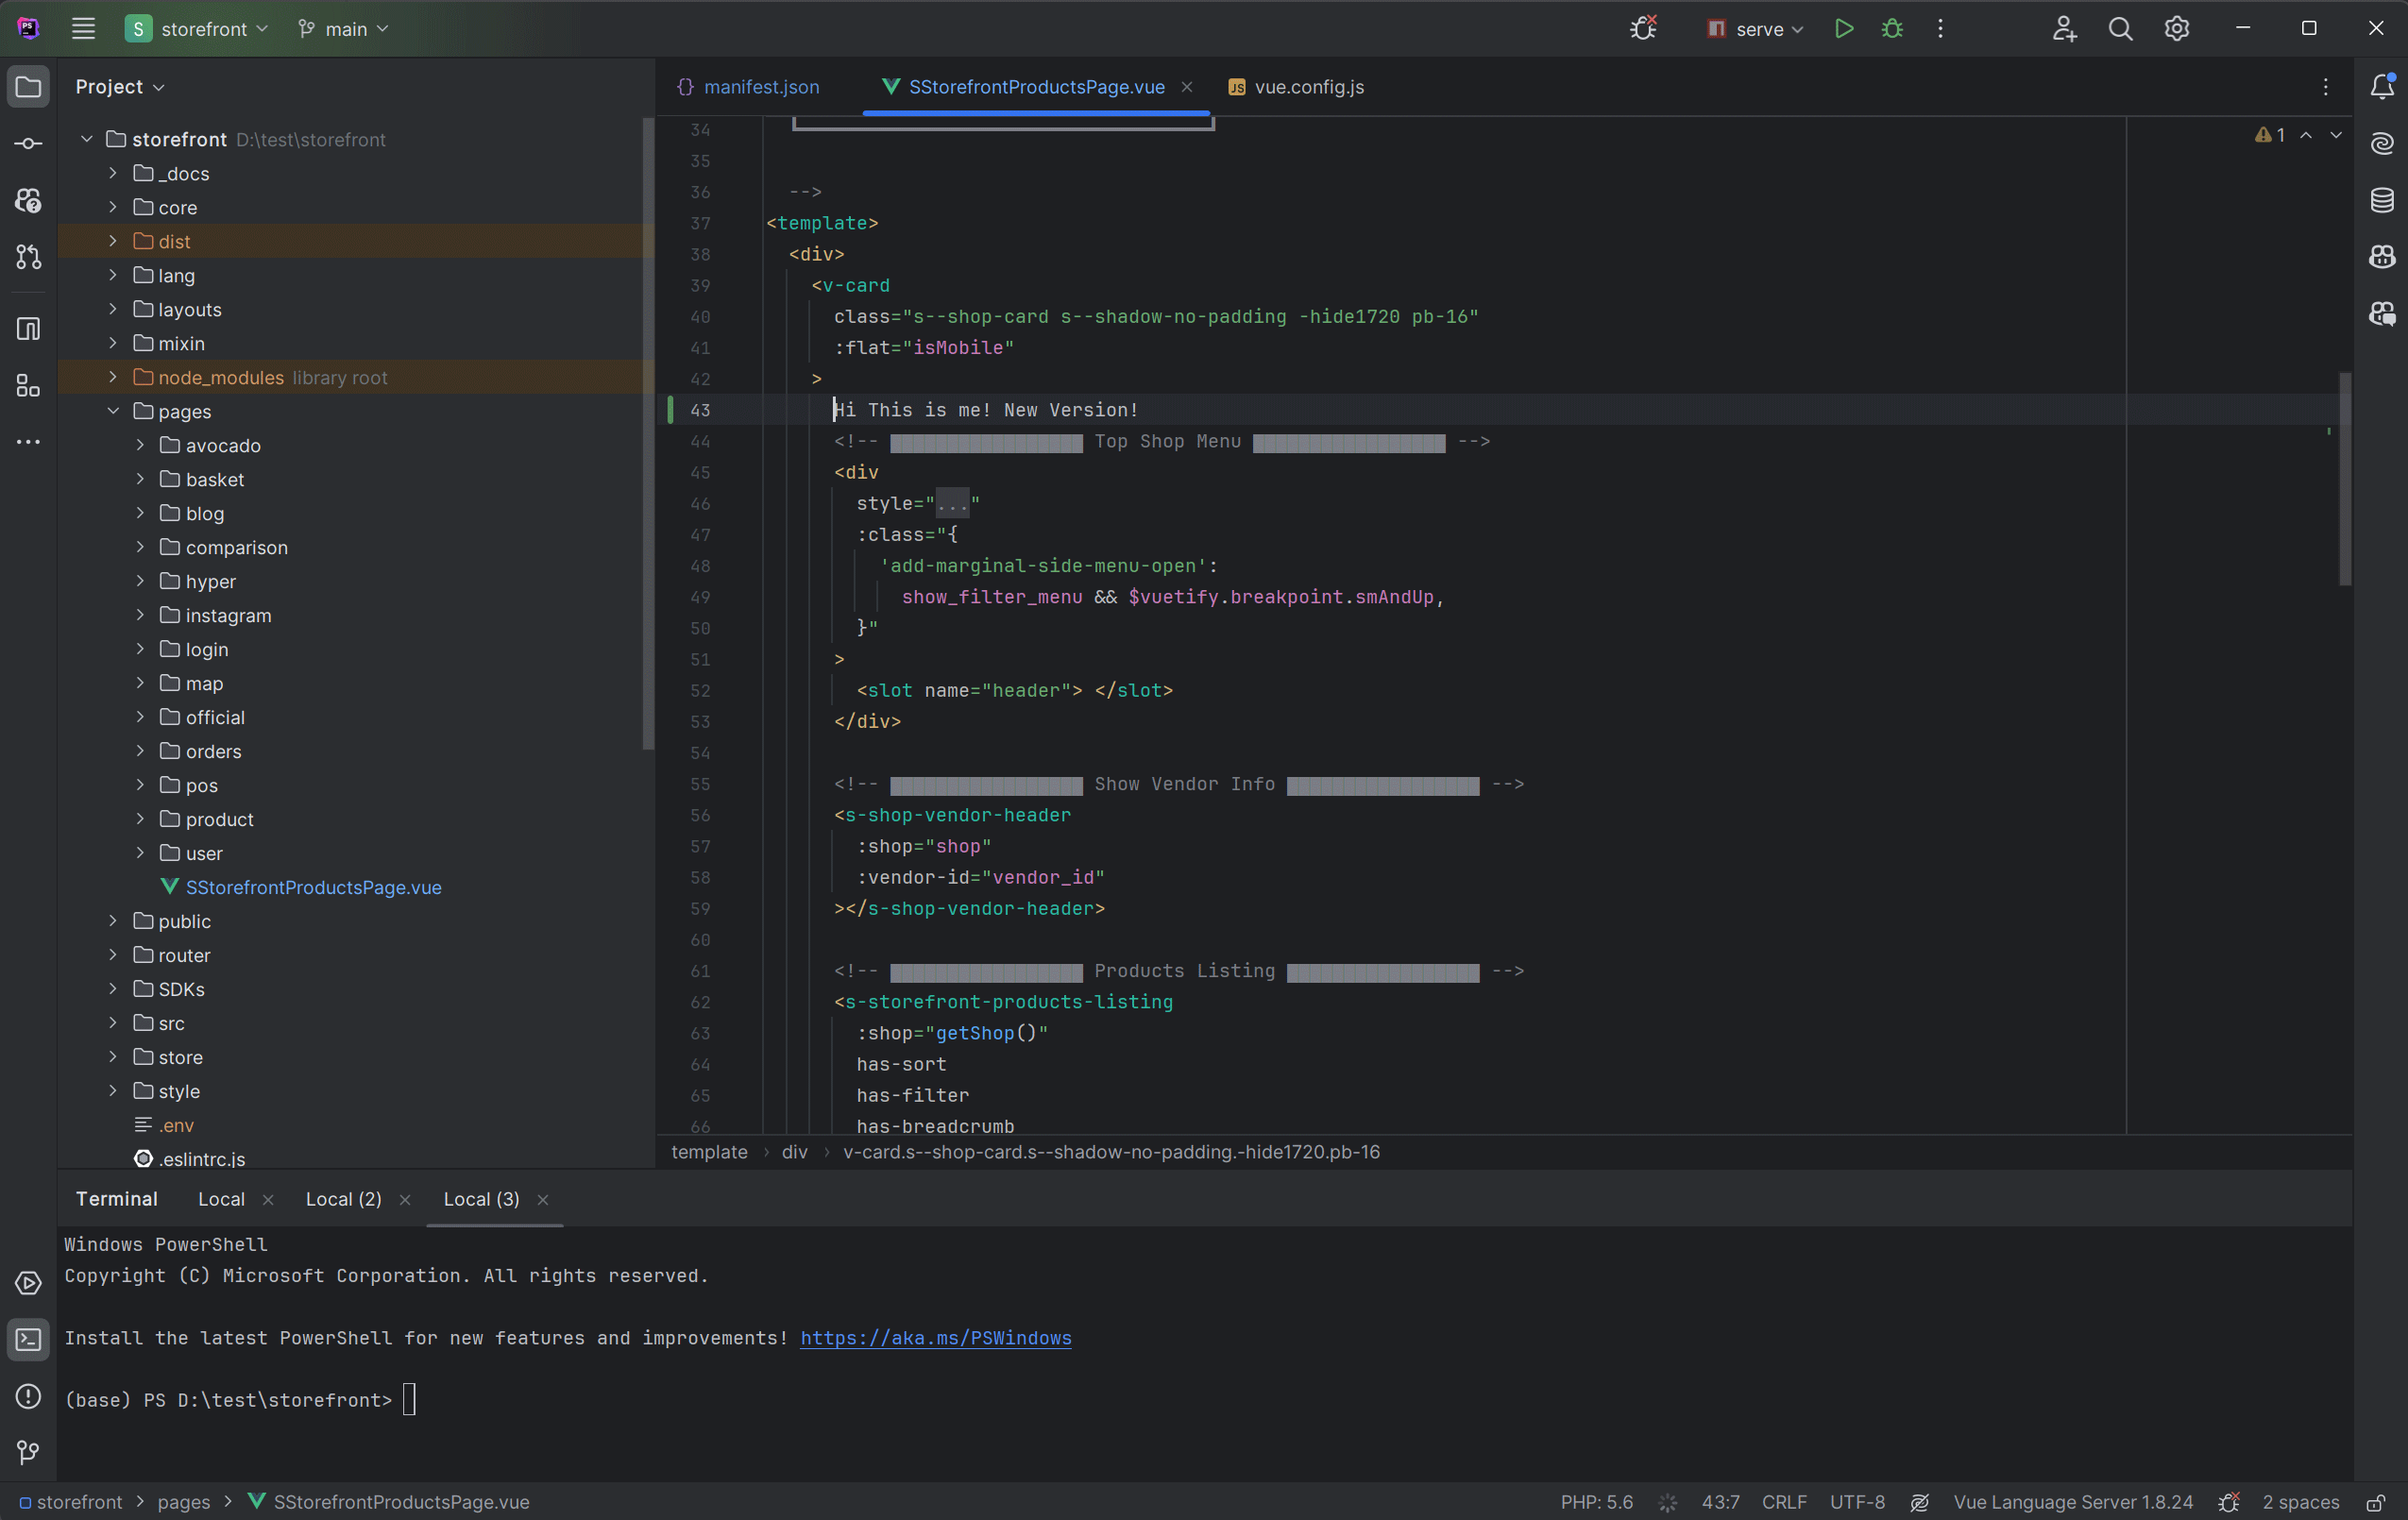 PS
S storefront
main
serve
Project
storefront D:\test\storefront
_docs
core
dist
lang
layouts
mixin
node_modules library root
pages
avocado
basket
blog
comparison
hyper
instagram
login
map
official
orders
pos
product
user
SStorefrontProductsPage.vue
public
router
SDKs
src
store
style
.env
.eslintrc.js
{} manifest.json
SStorefrontProductsPage.vue
JS vue.config.js
1
34
35
36 -->
37 <template>
38 <div>
39 <v-card
40 class="s--shop-card s--shadow-no-padding -hide1720 pb-16"
41 :flat="isMobile"
42 >
43 Hi This is me! New Version!
44 <!-- ▇▇▇▇▇▇▇▇▇▇▇▇▇▇▇▇▇ Top Shop Menu ▇▇▇▇▇▇▇▇▇▇▇▇▇▇▇▇▇ -->
45 <div
46 style="..."
47 :class="{
48 'add-marginal-side-menu-open':
49 show_filter_menu && $vuetify.breakpoint.smAndUp,
50 }"
51 >
52 <slot name="header"> </slot>
53 </div>
54
55 <!-- ▇▇▇▇▇▇▇▇▇▇▇▇▇▇▇▇▇ Show Vendor Info ▇▇▇▇▇▇▇▇▇▇▇▇▇▇▇▇▇ -->
56 <s-shop-vendor-header
57 :shop="shop"
58 :vendor-id="vendor_id"
59 ></s-shop-vendor-header>
60
61 <!-- ▇▇▇▇▇▇▇▇▇▇▇▇▇▇▇▇▇ Products Listing ▇▇▇▇▇▇▇▇▇▇▇▇▇▇▇▇▇ -->
62 <s-storefront-products-listing
63 :shop="getShop()"
64 has-sort
65 has-filter
66 has-breadcrumb
template › div › v-card.s--shop-card.s--shadow-no-padding.-hide1720.pb-16
Terminal Local Local (2) Local (3)
Windows PowerShell
Copyright (C) Microsoft Corporation. All rights reserved.
Install the latest PowerShell for new features and improvements! https://aka.ms/PSWindows
(base) PS D:\test\storefront>
storefront > pages > SStorefrontProductsPage.vue
PHP: 5.6 43:7 CRLF UTF-8 Vue Language Server 1.8.24 2 spaces